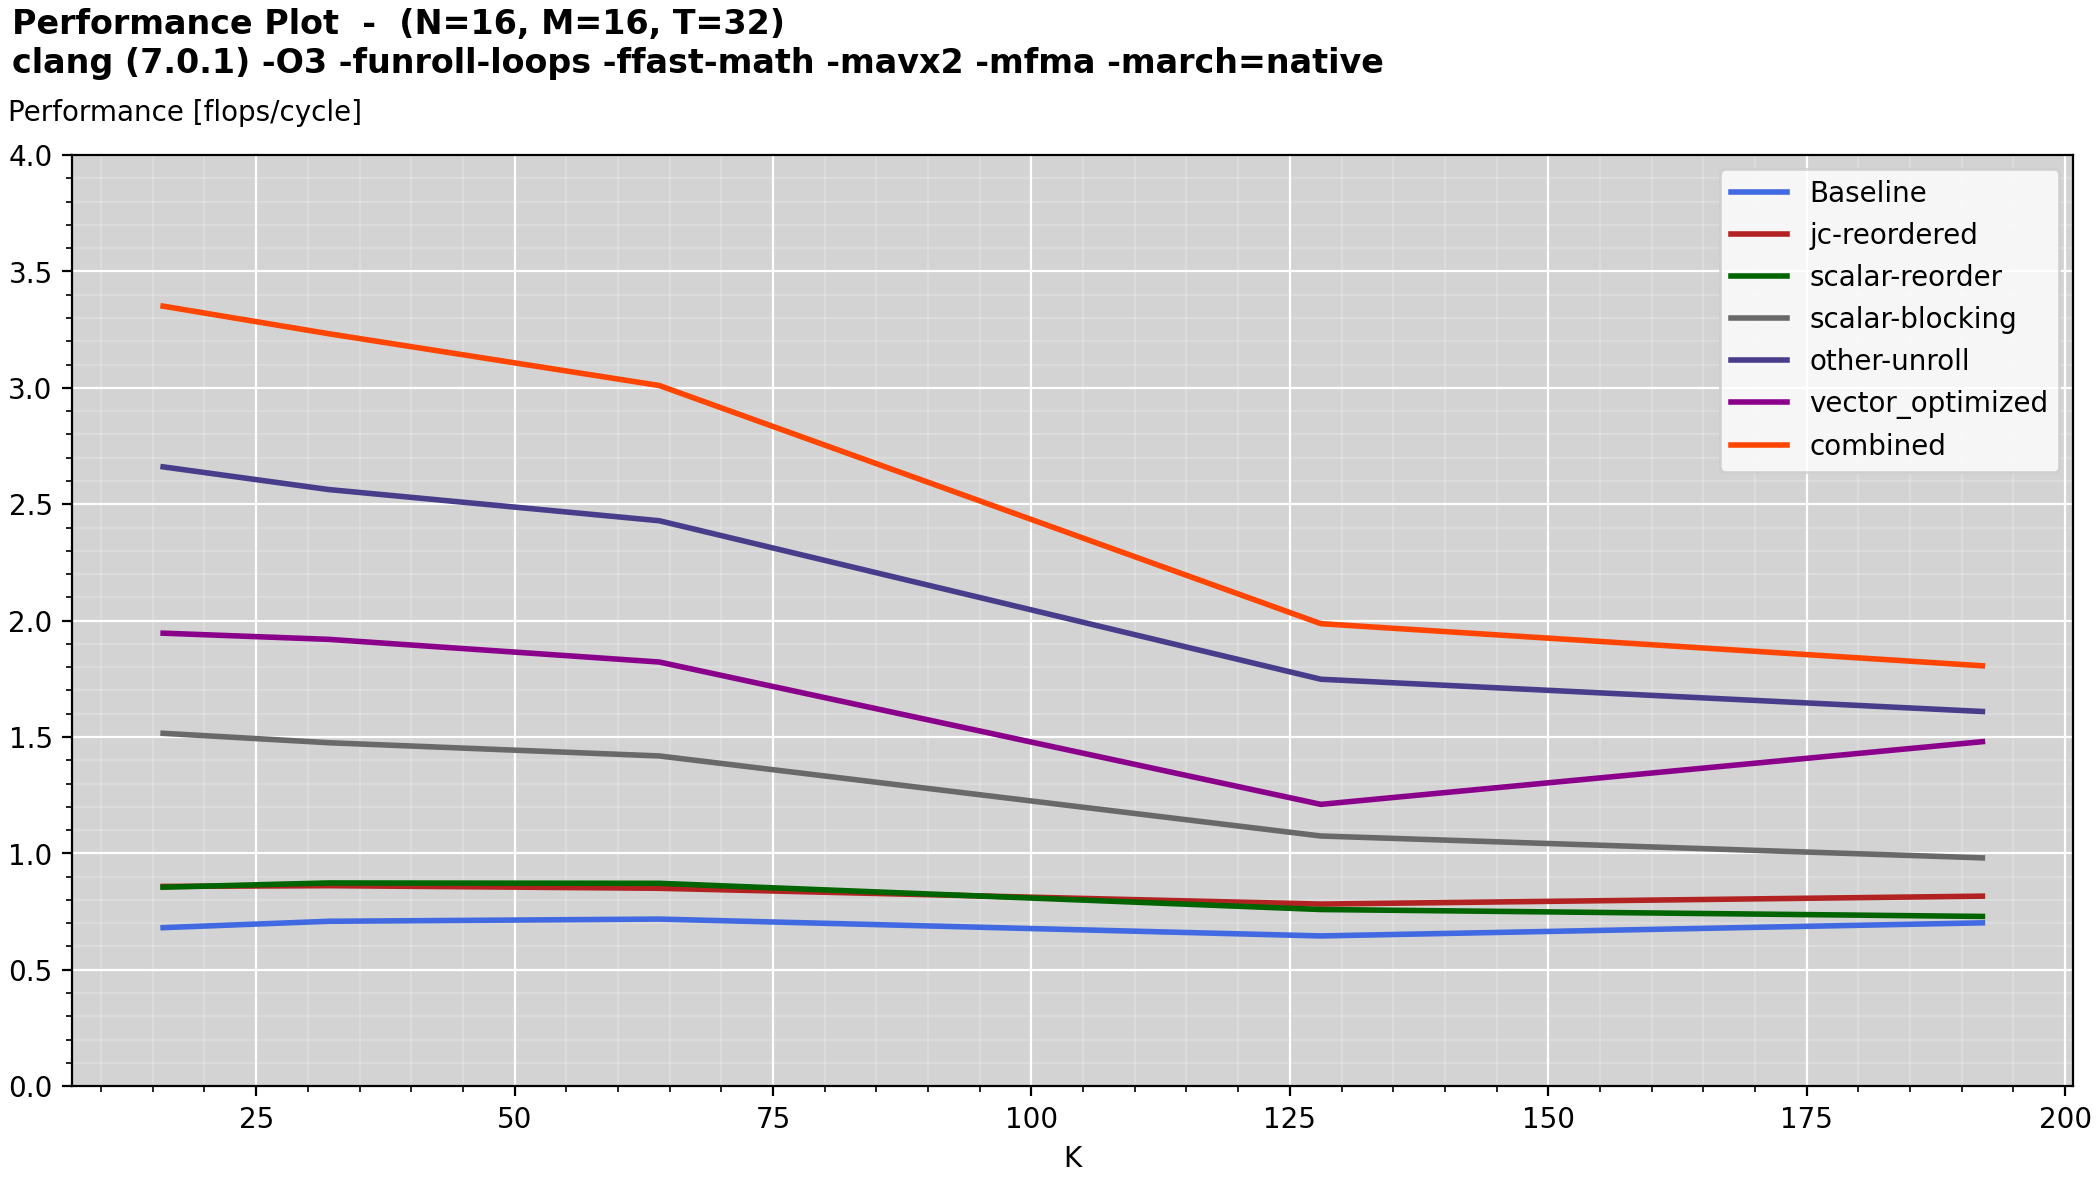 Performance Plot  -  (N=16, M=16, T=32)
clang (7.0.1) -O3 -funroll-loops -ffast-math -mavx2 -mfma -march=native
Performance [flops/cycle]
4.0
3.5
3.0
2.5
2.0
1.5
1.0
0.5
0.0
Baseline
jc-reordered
scalar-reorder
scalar-blocking
other-unroll
vector_optimized
combined
25 50 75 100 125 150 175 200
K